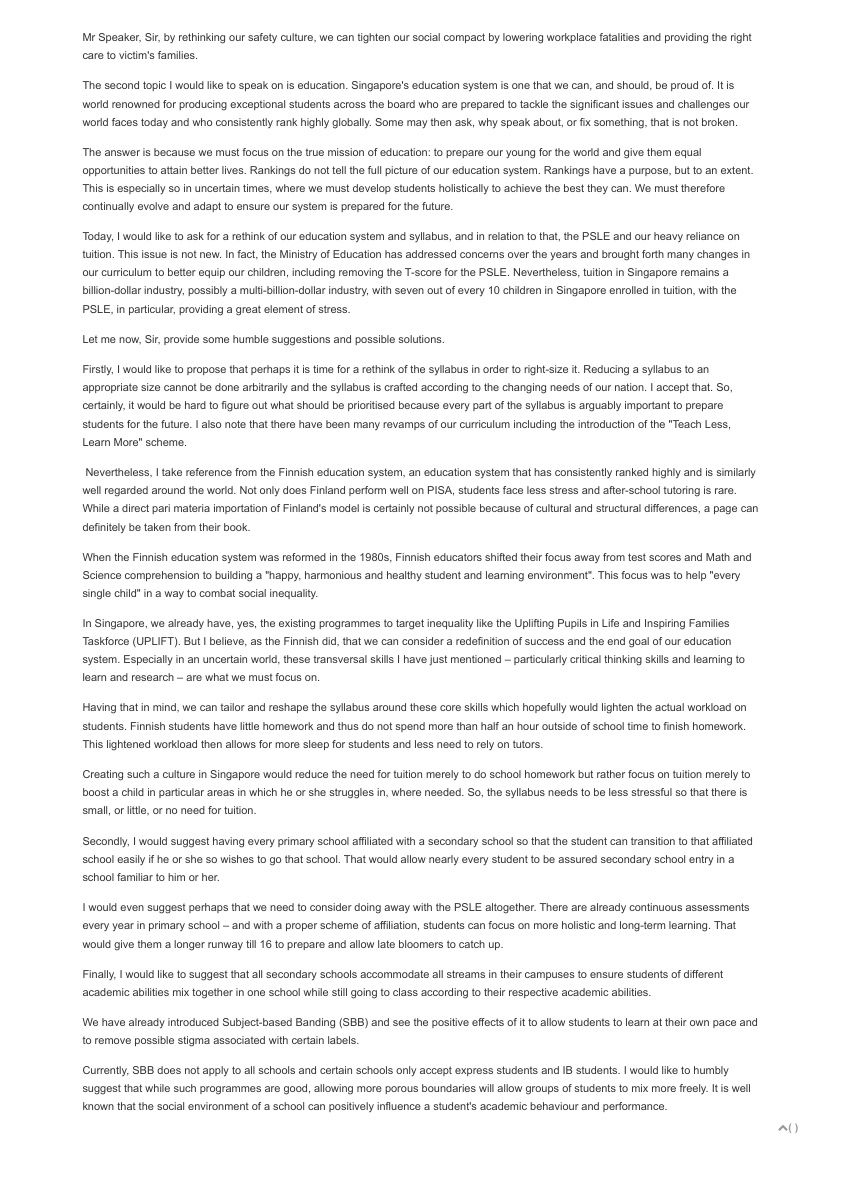 Mr Speaker, Sir, by rethinking our safety culture, we can tighten our social compact by lowering workplace fatalities and providing the right
care to victim's families.
The second topic I would like to speak on is education. Singapore's education system is one that we can, and should, be proud of. It is
world renowned for producing exceptional students across the board who are prepared to tackle the significant issues and challenges our
world faces today and who consistently rank highly globally. Some may then ask, why speak about, or fix something, that is not broken.
The answer is because we must focus on the true mission of education: to prepare our young for the world and give them equal
opportunities to attain better lives. Rankings do not tell the full picture of our education system. Rankings have a purpose, but to an extent.
This is especially so in uncertain times, where we must develop students holistically to achieve the best they can. We must therefore
continually evolve and adapt to ensure our system is prepared for the future.
Today, I would like to ask for a rethink of our education system and syllabus, and in relation to that, the PSLE and our heavy reliance on
tuition. This issue is not new. In fact, the Ministry of Education has addressed concerns over the years and brought forth many changes in
our curriculum to better equip our children, including removing the T-score for the PSLE. Nevertheless, tuition in Singapore remains a
billion-dollar industry, possibly a multi-billion-dollar industry, with seven out of every 10 children in Singapore enrolled in tuition, with the
PSLE, in particular, providing a great element of stress.
Let me now, Sir, provide some humble suggestions and possible solutions.
Firstly, I would like to propose that perhaps it is time for a rethink of the syllabus in order to right-size it. Reducing a syllabus to an
appropriate size cannot be done arbitrarily and the syllabus is crafted according to the changing needs of our nation. I accept that. So,
certainly, it would be hard to figure out what should be prioritised because every part of the syllabus is arguably important to prepare
students for the future. I also note that there have been many revamps of our curriculum including the introduction of the "Teach Less,
Learn More" scheme.
Nevertheless, I take reference from the Finnish education system, an education system that has consistently ranked highly and is similarly
well regarded around the world. Not only does Finland perform well on PISA, students face less stress and after-school tutoring is rare.
While a direct pari materia importation of Finland's model is certainly not possible because of cultural and structural differences, a page can
definitely be taken from their book.
When the Finnish education system was reformed in the 1980s, Finnish educators shifted their focus away from test scores and Math and
Science comprehension to building a "happy, harmonious and healthy student and learning environment". This focus was to help "every
single child" in a way to combat social inequality.
In Singapore, we already have, yes, the existing programmes to target inequality like the Uplifting Pupils in Life and Inspiring Families
Taskforce (UPLIFT). But I believe, as the Finnish did, that we can consider a redefinition of success and the end goal of our education
system. Especially in an uncertain world, these transversal skills I have just mentioned – particularly critical thinking skills and learning to
learn and research – are what we must focus on.
Having that in mind, we can tailor and reshape the syllabus around these core skills which hopefully would lighten the actual workload on
students. Finnish students have little homework and thus do not spend more than half an hour outside of school time to finish homework.
This lightened workload then allows for more sleep for students and less need to rely on tutors.
Creating such a culture in Singapore would reduce the need for tuition merely to do school homework but rather focus on tuition merely to
boost a child in particular areas in which he or she struggles in, where needed. So, the syllabus needs to be less stressful so that there is
small, or little, or no need for tuition.
Secondly, I would suggest having every primary school affiliated with a secondary school so that the student can transition to that affiliated
school easily if he or she so wishes to go that school. That would allow nearly every student to be assured secondary school entry in a
school familiar to him or her.
I would even suggest perhaps that we need to consider doing away with the PSLE altogether. There are already continuous assessments
every year in primary school – and with a proper scheme of affiliation, students can focus on more holistic and long-term learning. That
would give them a longer runway till 16 to prepare and allow late bloomers to catch up.
Finally, I would like to suggest that all secondary schools accommodate all streams in their campuses to ensure students of different
academic abilities mix together in one school while still going to class according to their respective academic abilities.
We have already introduced Subject-based Banding (SBB) and see the positive effects of it to allow students to learn at their own pace and
to remove possible stigma associated with certain labels.
Currently, SBB does not apply to all schools and certain schools only accept express students and IB students. I would like to humbly
suggest that while such programmes are good, allowing more porous boundaries will allow groups of students to mix more freely. It is well
known that the social environment of a school can positively influence a student's academic behaviour and performance.
( )